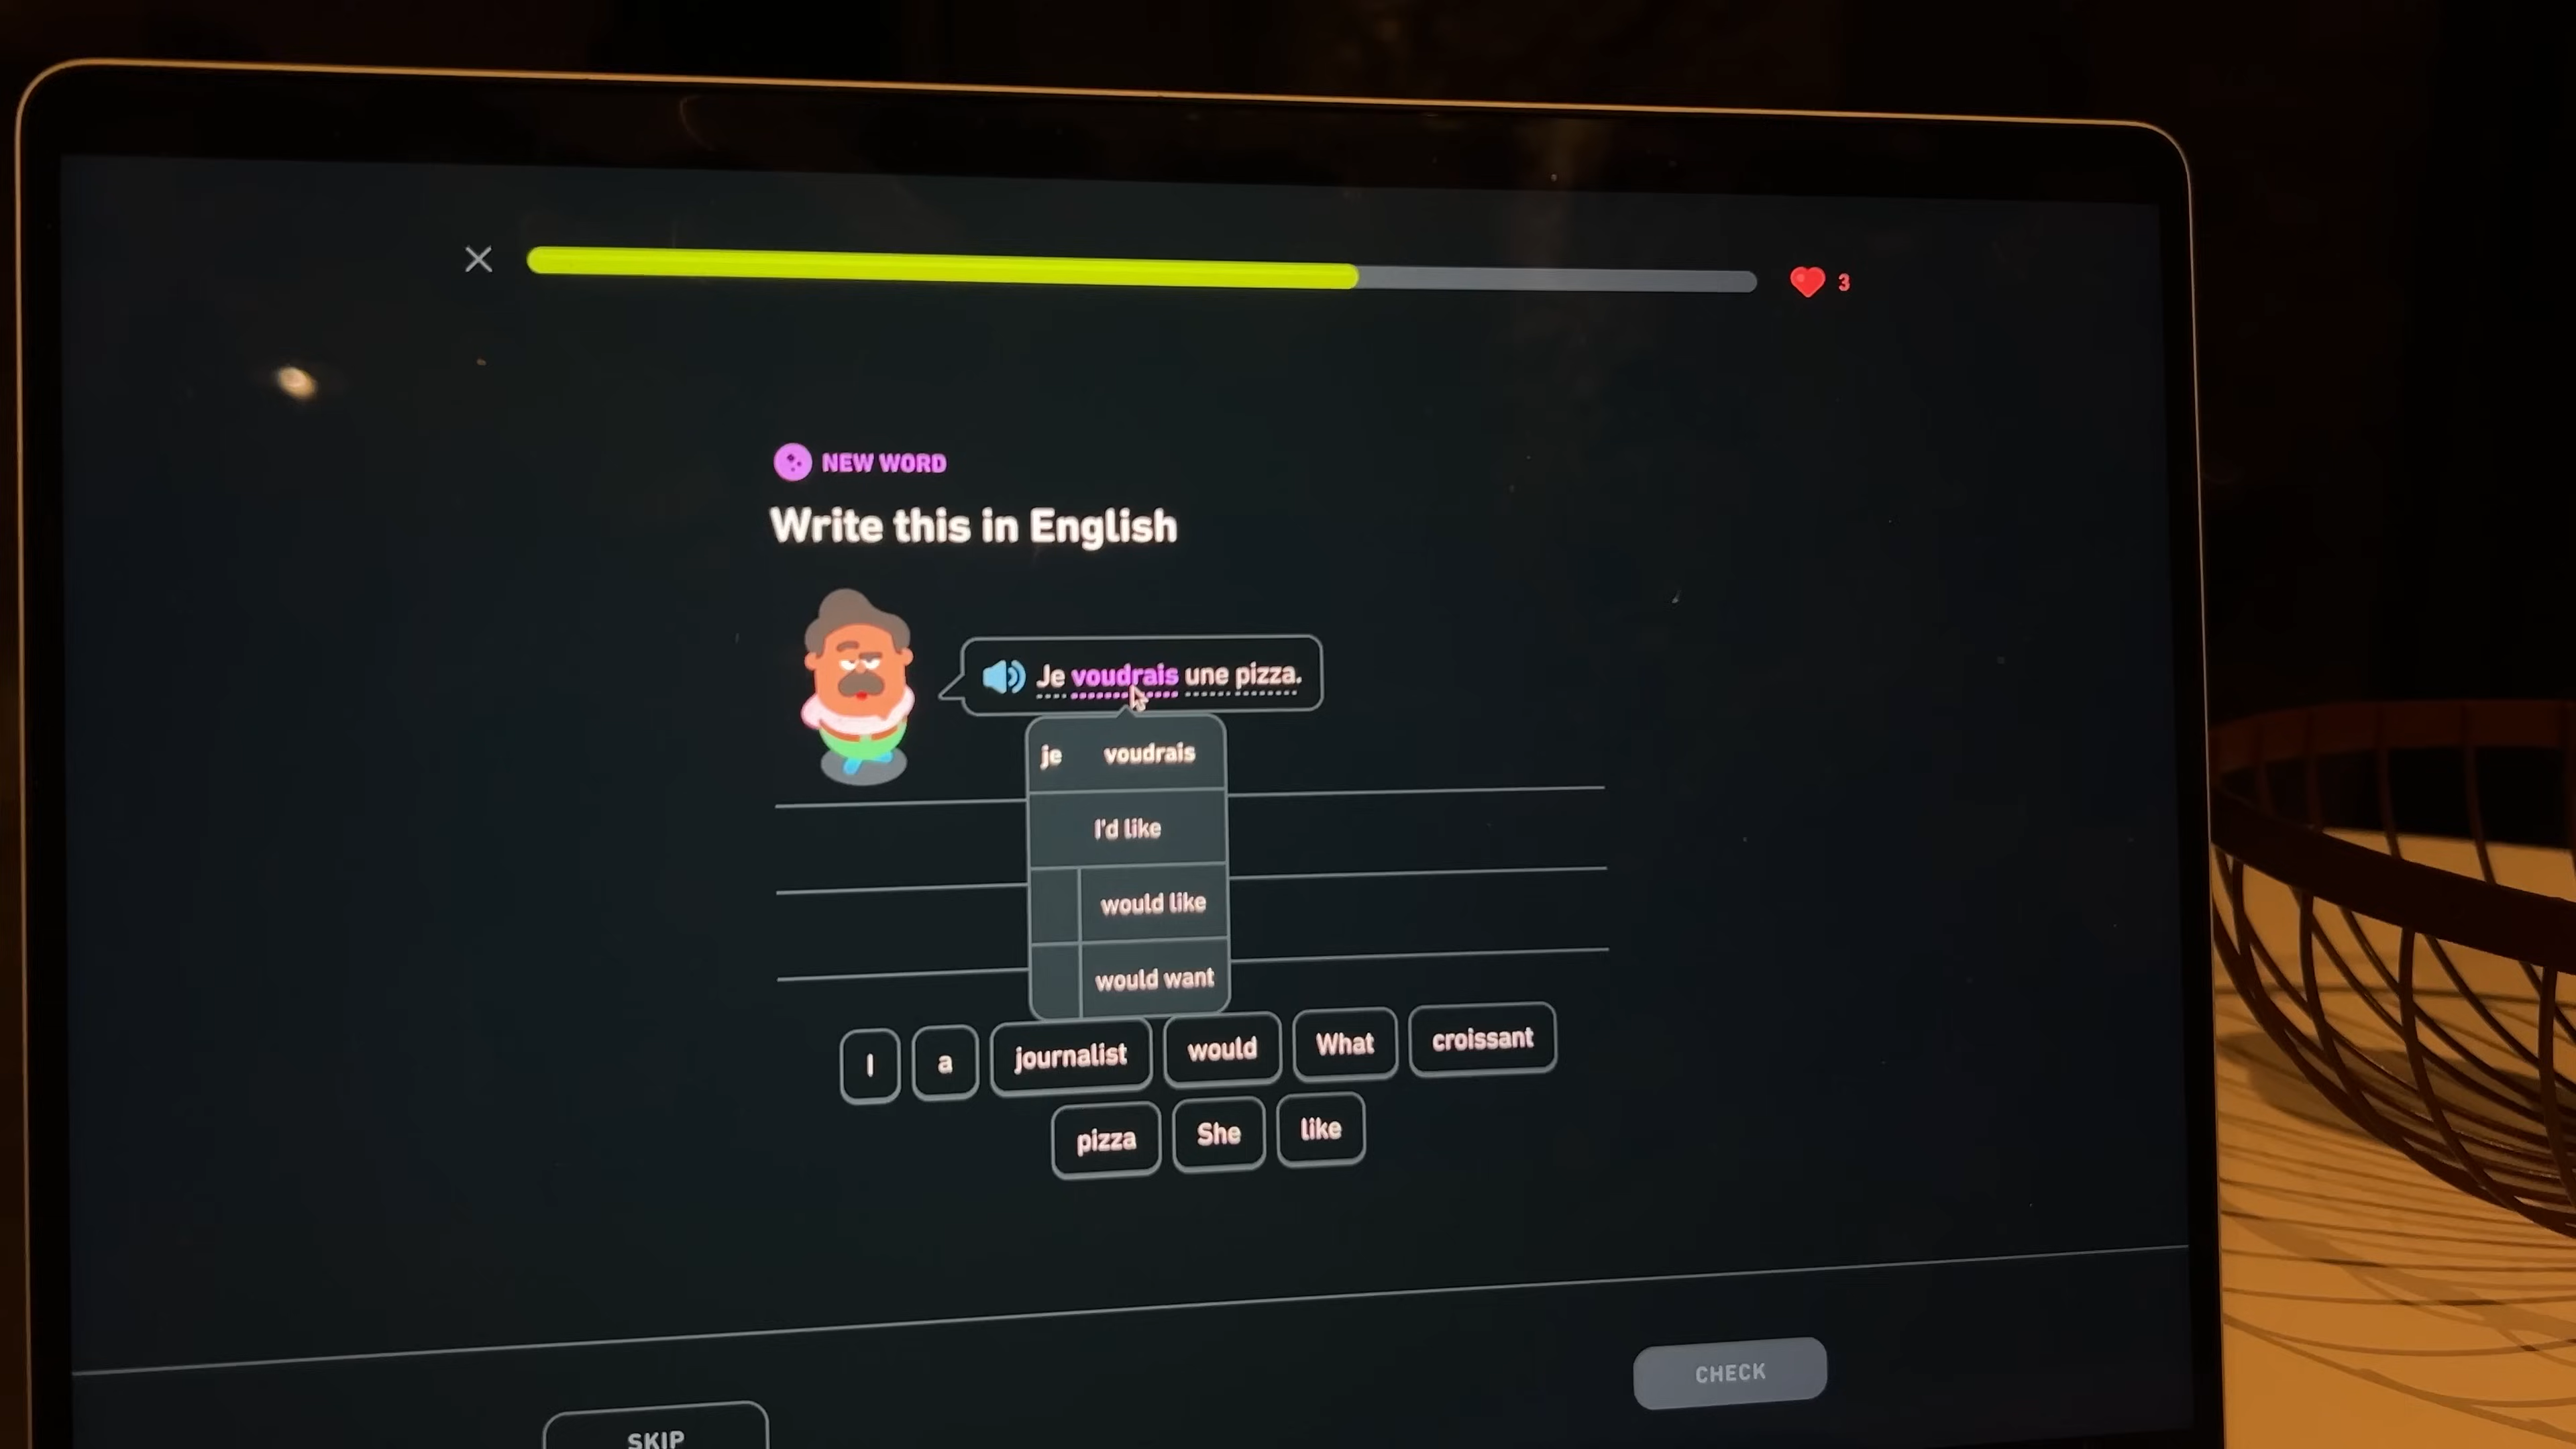 3
NEW WORD
Write this in English
Je voudrais une pizza.
je voudrais
I'd like
would like
would want
I a journalist would What croissant
pizza She like
CHECK
SKIP